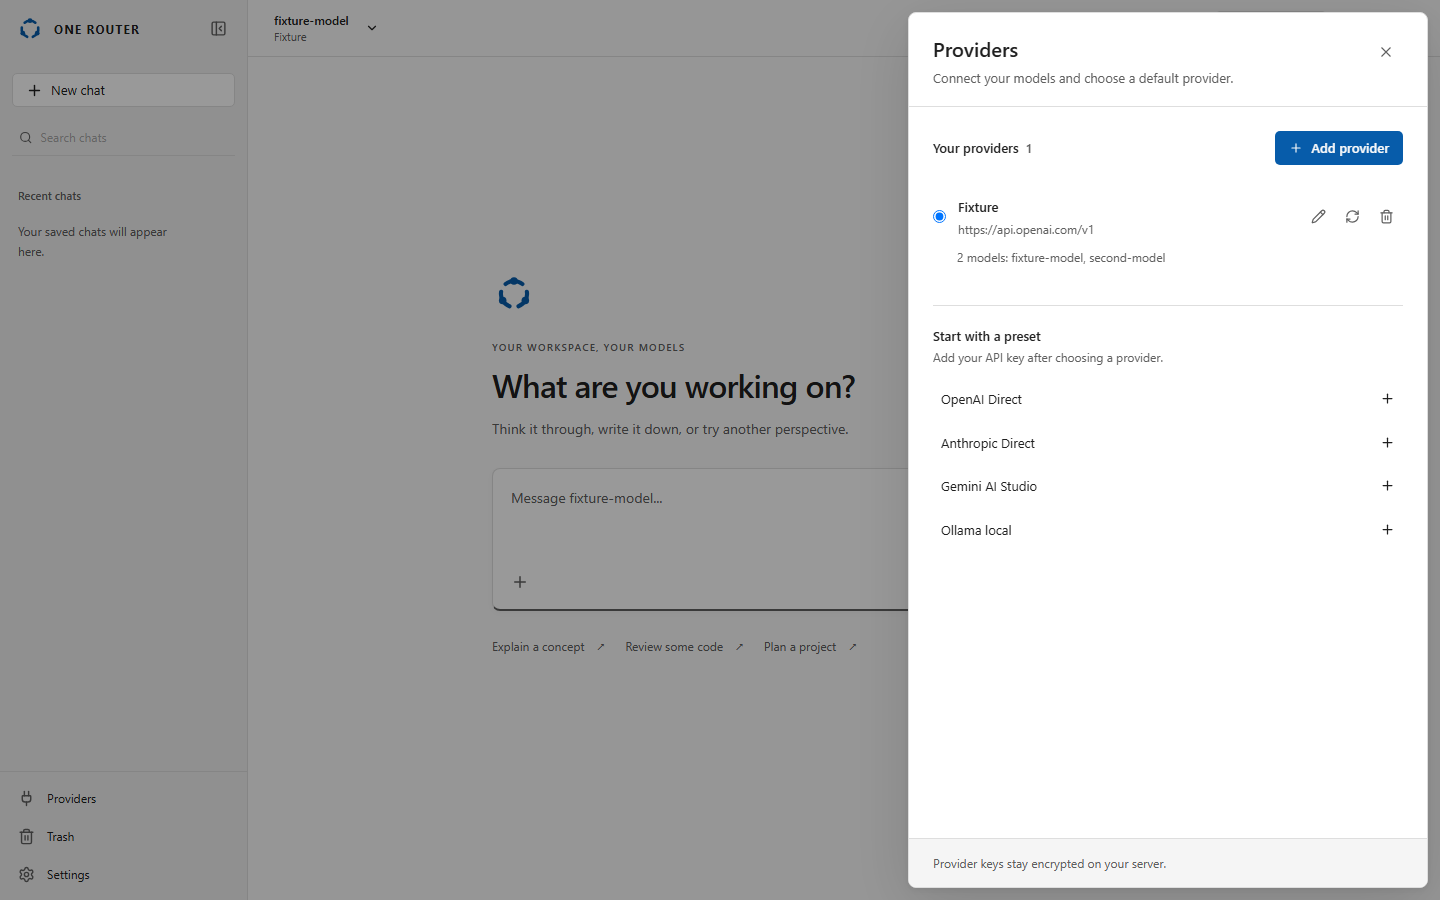 ONE ROUTER
New chat
Search chats
Recent chats
Your saved chats will appear
here.
Providers
Trash
Settings
fixture-model
Fixture
YOUR WORKSPACE, YOUR MODELS
What are you working on?
Think it through, write it down, or try another perspective.
Message fixture-model...
Explain a concept
Review some code
Plan a project
Providers
Connect your models and choose a default provider.
Your providers 1
Add provider
Fixture
https://api.openai.com/v1
2 models: fixture-model, second-model
Start with a preset
Add your API key after choosing a provider.
OpenAI Direct
Anthropic Direct
Gemini AI Studio
Ollama local
Provider keys stay encrypted on your server.